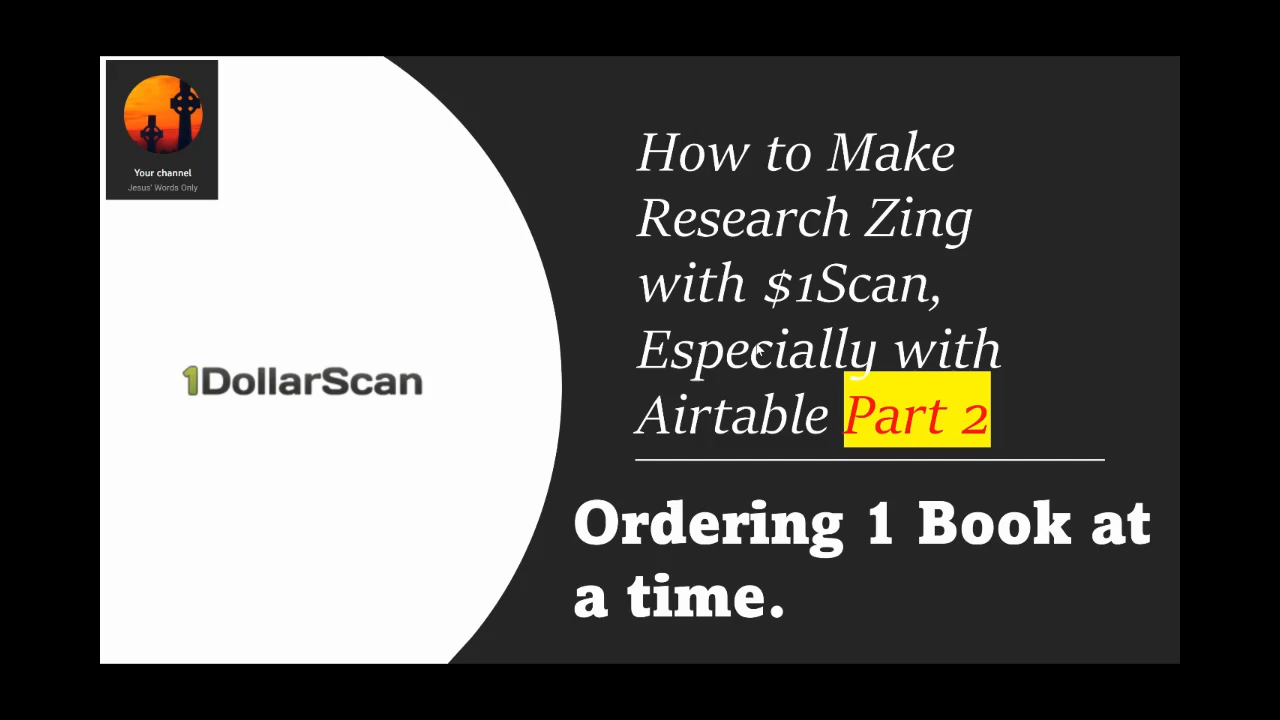 Your channel
Jesus' Words Only
1DollarScan
How to Make
Research Zing
with $1Scan,
Especially with
Airtable Part 2
Ordering 1 Book at
a time.